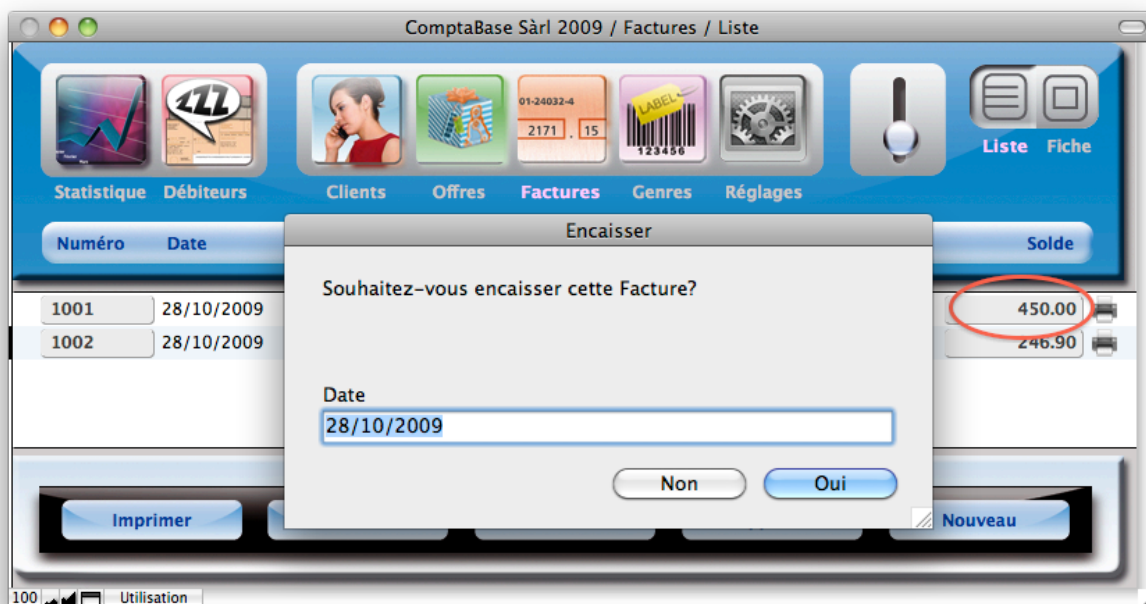 ComptaBase Sàrl 2009 / Factures / Liste
ZZZ
01-24032-4
2171 . 15
LABEL
123456
Statistique Débiteurs Clients Offres Factures Genres Réglages Liste Fiche
Encaisser
Numéro Date Solde
Souhaitez-vous encaisser cette Facture?
1001 28/10/2009 450.00
1002 28/10/2009 246.90
Date
28/10/2009
Non Oui
Imprimer Nouveau
100 Utilisation